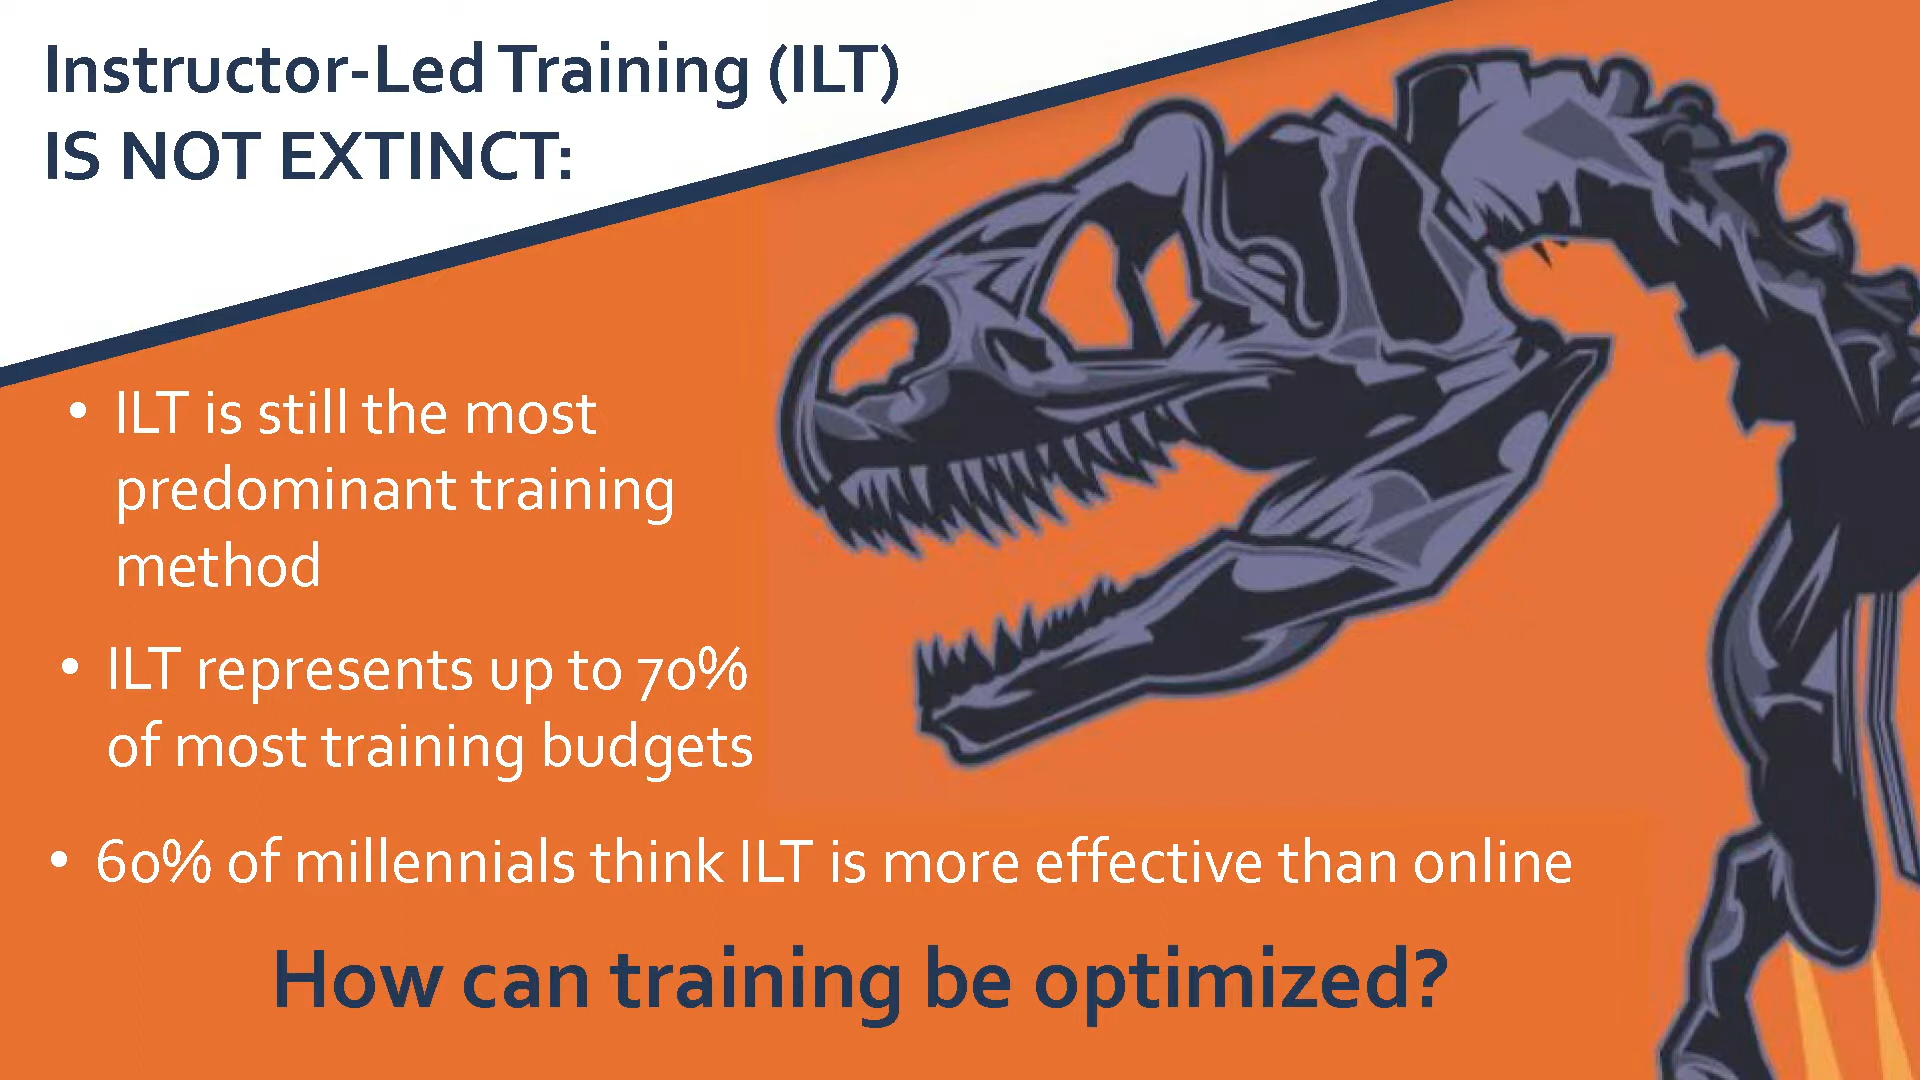 Instructor-Led Training (ILT)
IS NOT EXTINCT:
• ILT is still the most
predominant training
method
• ILT represents up to 70%
of most training budgets
• 60% of millennials think ILT is more effective than online
How can training be optimized?